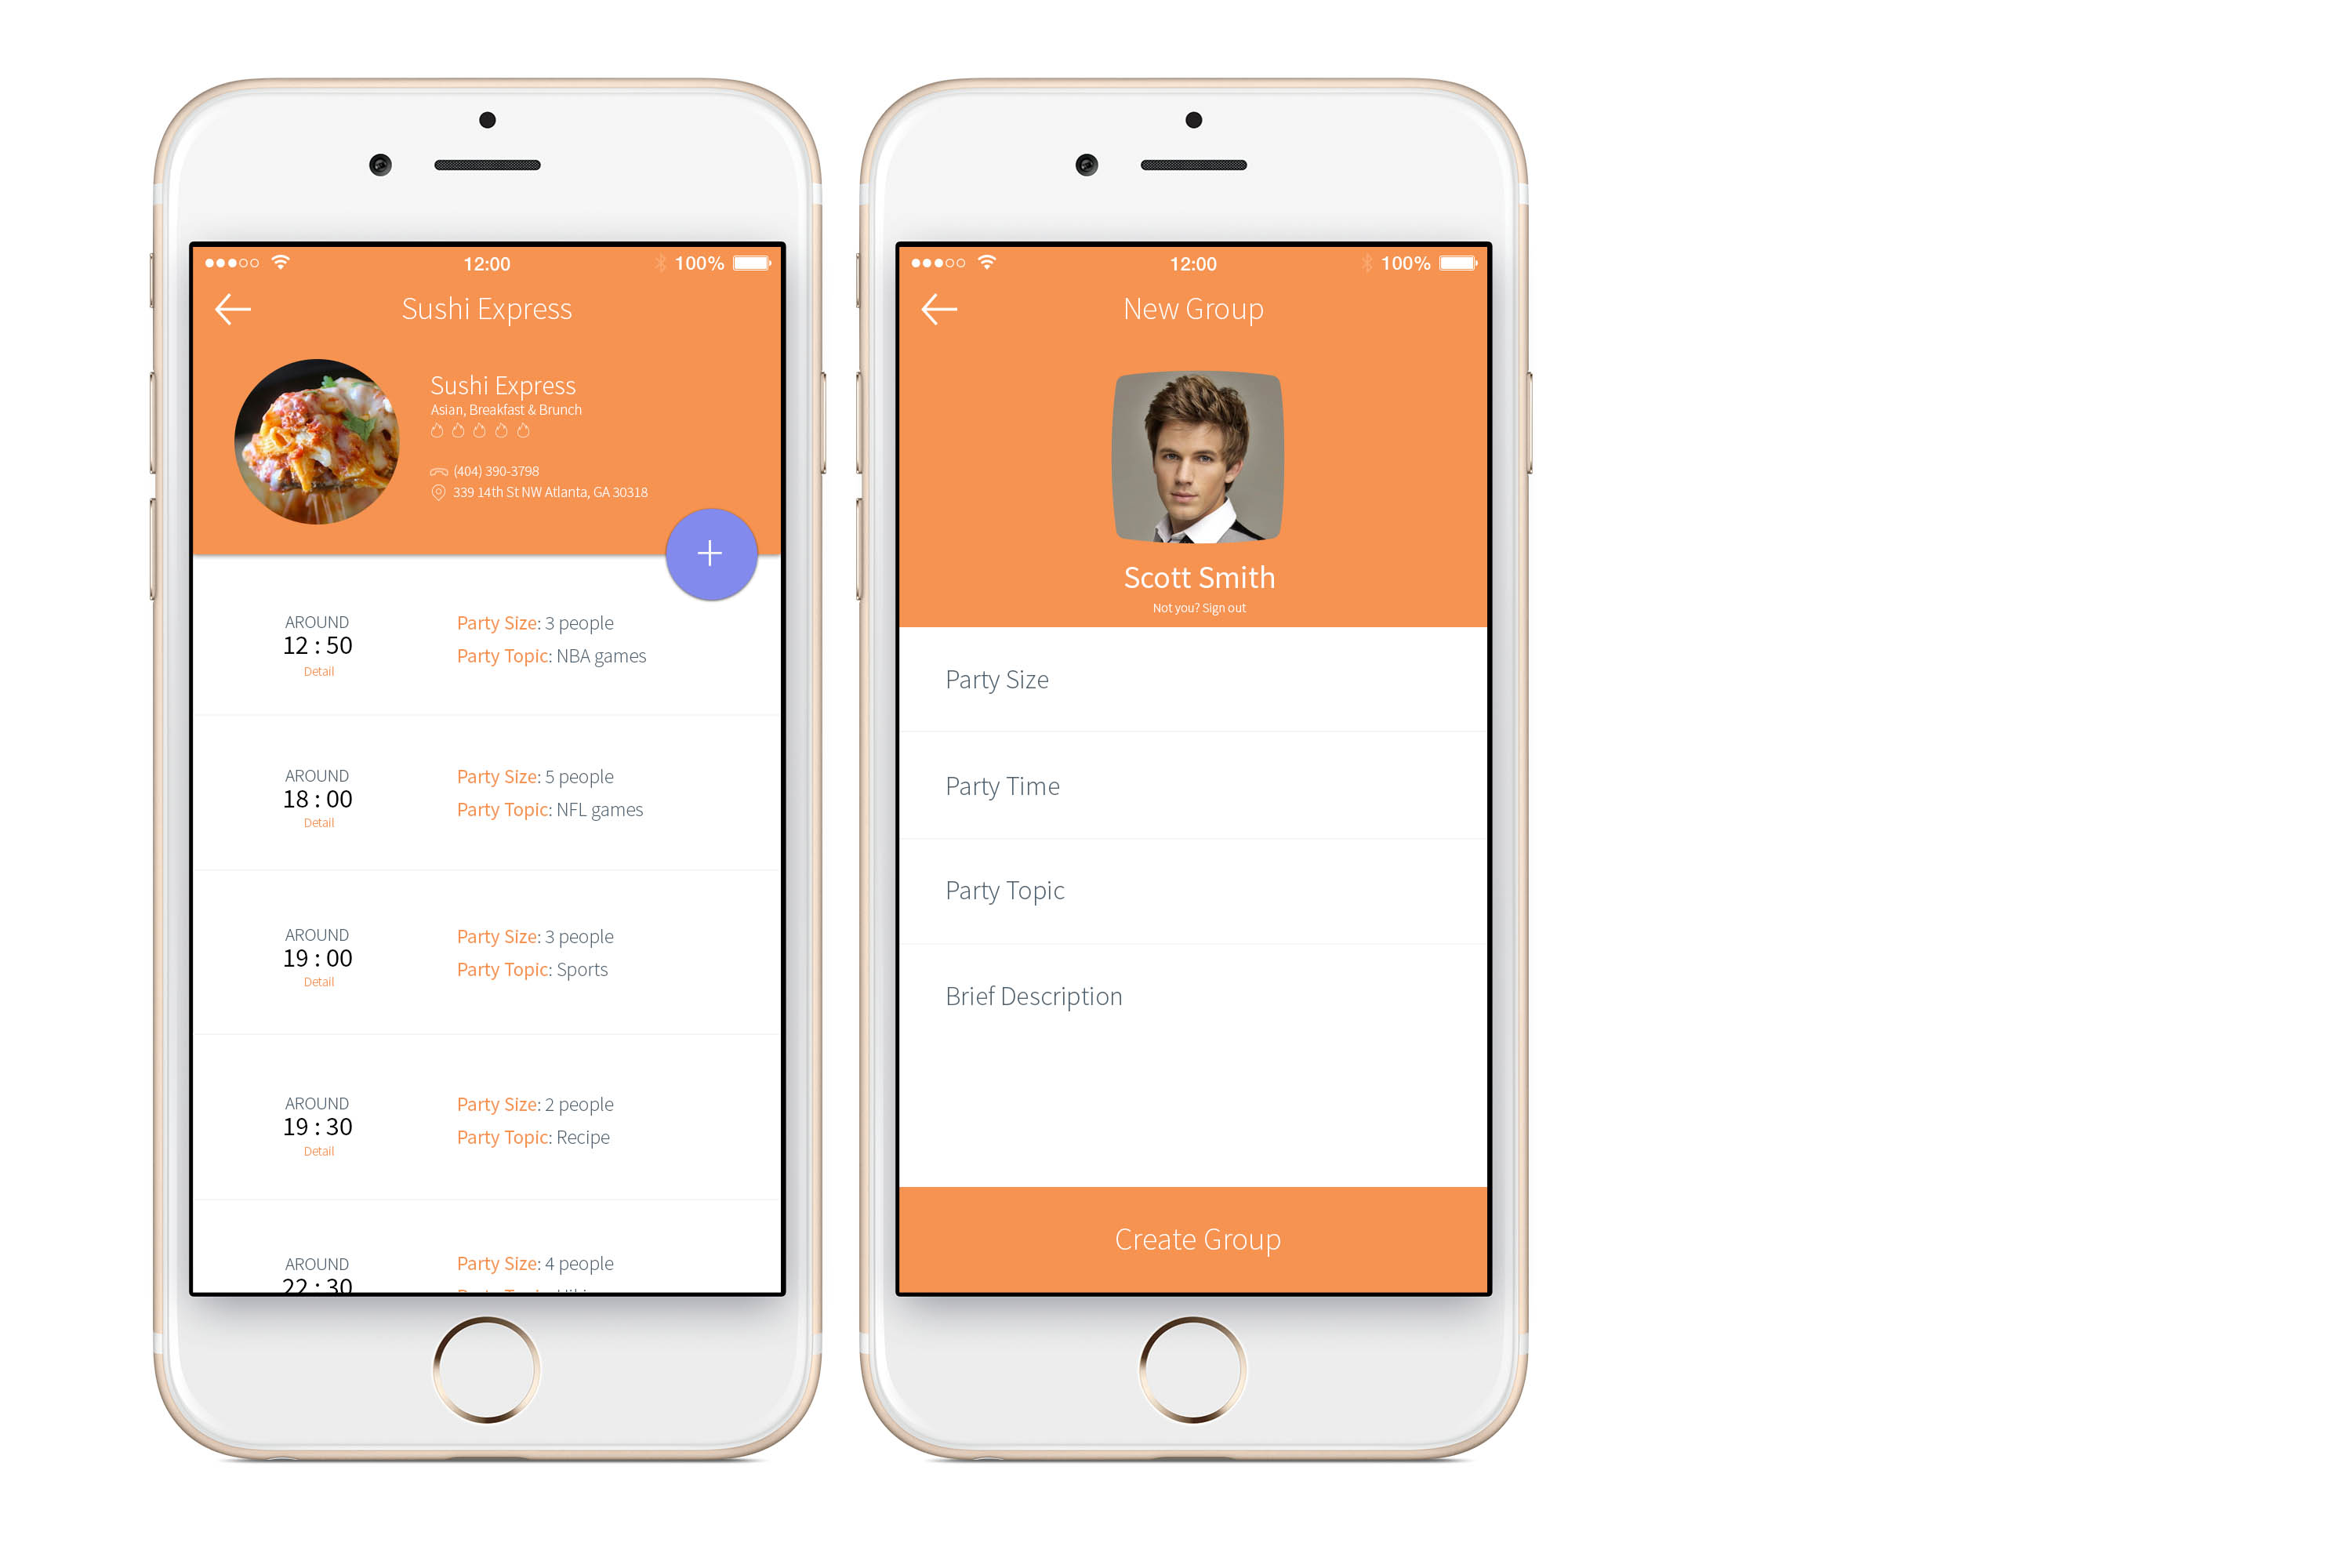 12:00
100%
Sushi Express
Sushi Express
Asian, Breakfast & Brunch
(404) 390-3798
339 14th St NW Atlanta, GA 30318
AROUND
12 : 50
Detail
Party Size: 3 people
Party Topic: NBA games
AROUND
18 : 00
Detail
Party Size: 5 people
Party Topic: NFL games
AROUND
19 : 00
Detail
Party Size: 3 people
Party Topic: Sports
AROUND
19 : 30
Detail
Party Size: 2 people
Party Topic: Recipe
AROUND
22 : 30
Party Size: 4 people
12:00
100%
New Group
Scott Smith
Not you? Sign out
Party Size
Party Time
Party Topic
Brief Description
Create Group